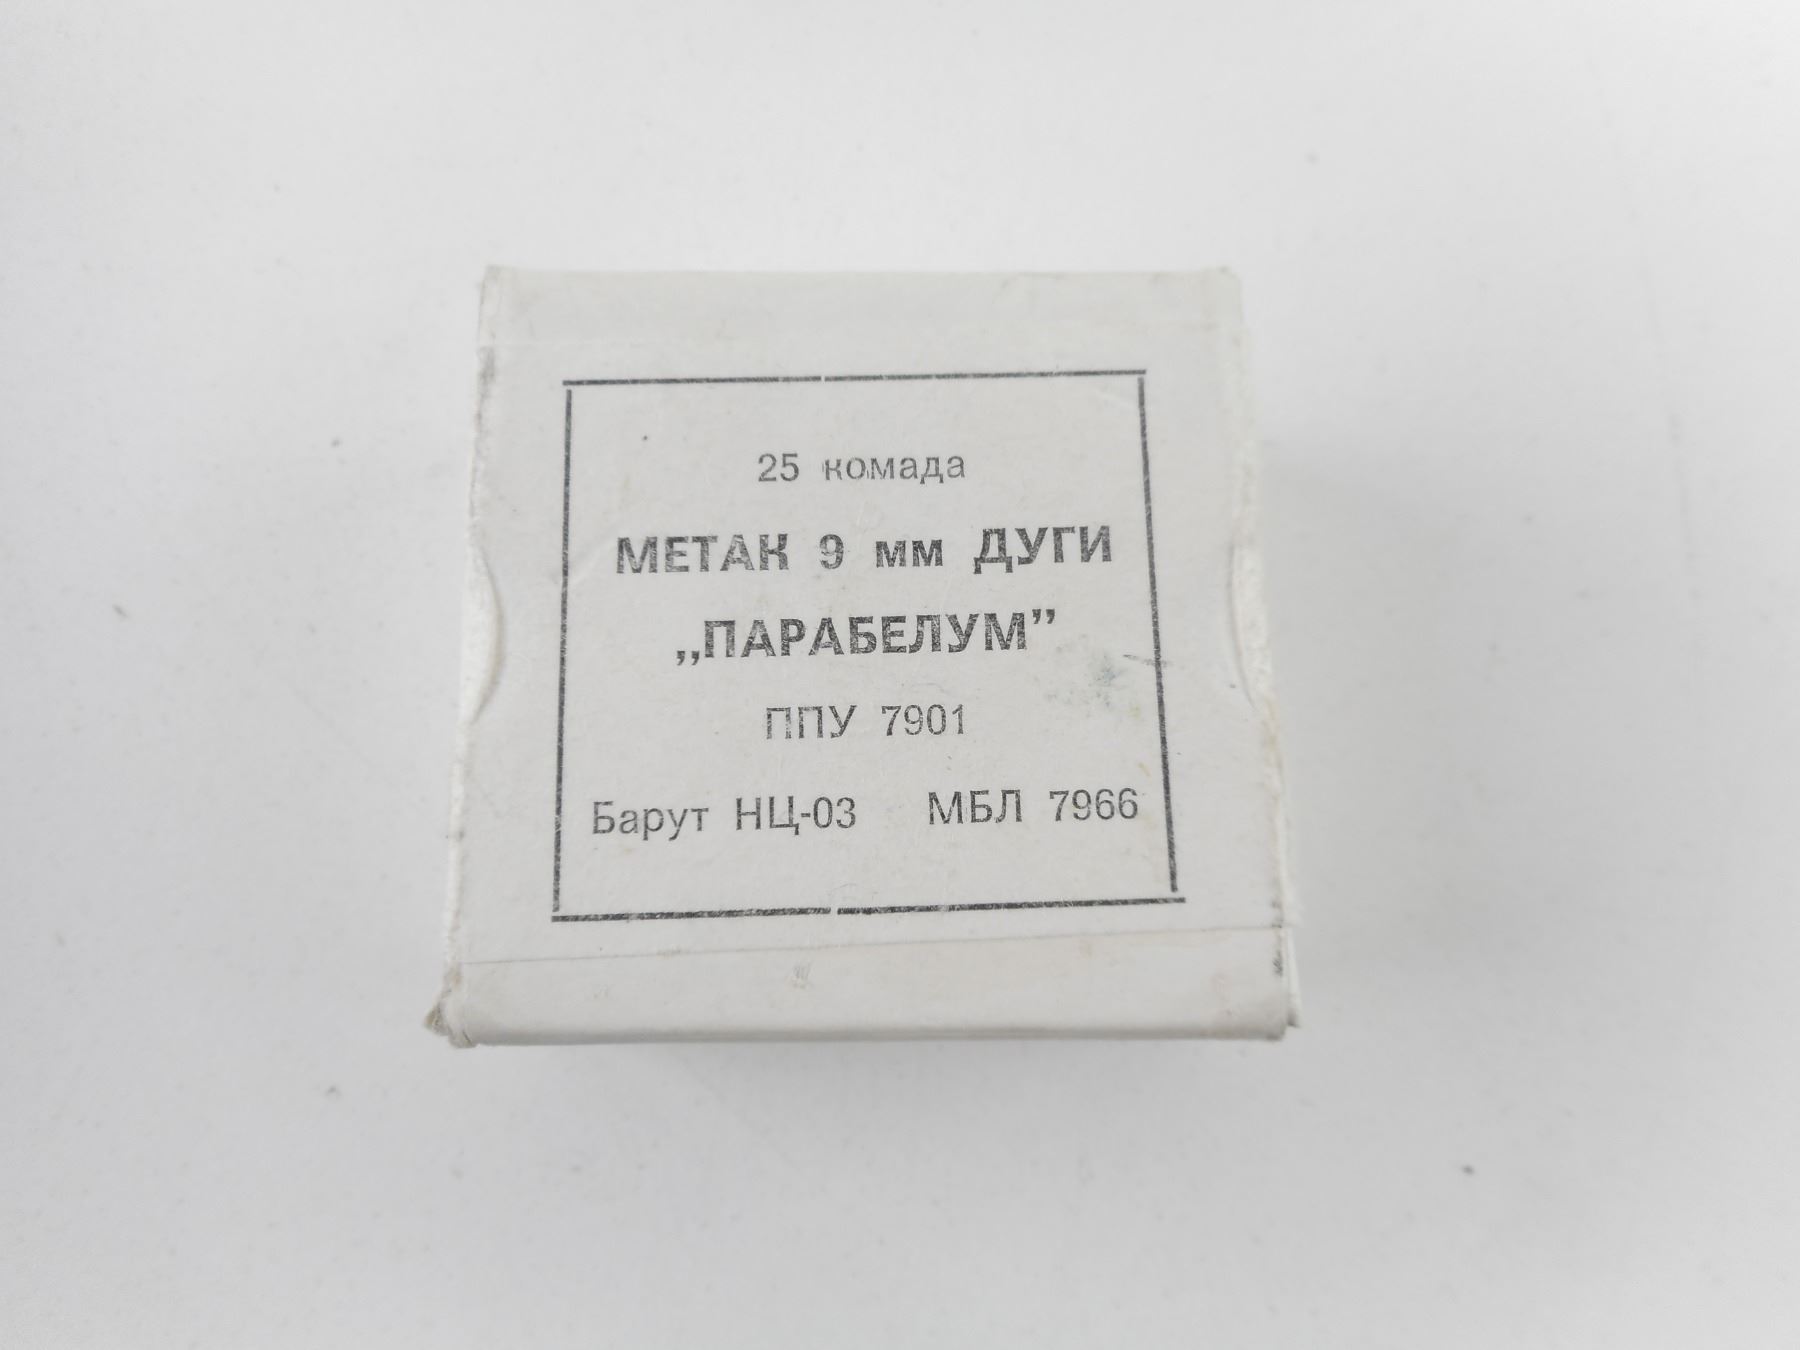 25 комада
МЕТАК 9 мм ДУГИ
„ПАРАБЕЛУМ”
ППУ 7901
Барут НЦ-03 МБЛ 7966